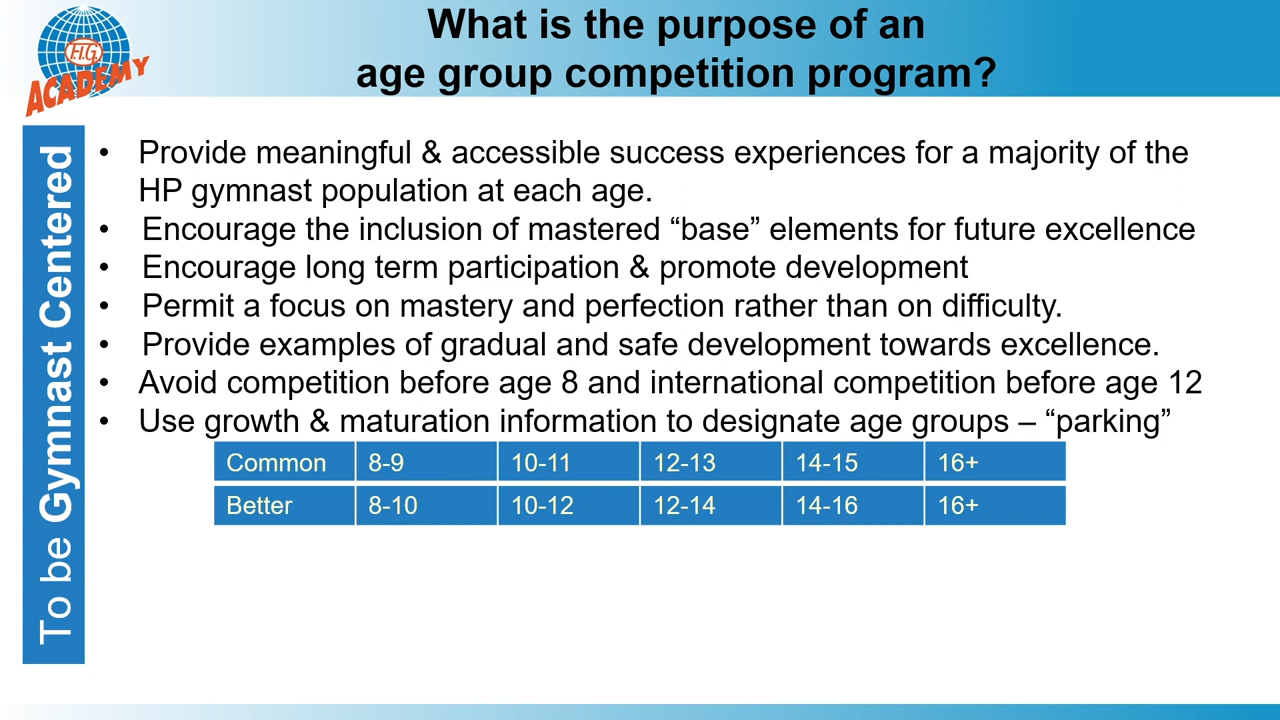 F.I.G.
ACADEMY
What is the purpose of an
age group competition program?
To be Gymnast Centered
• Provide meaningful & accessible success experiences for a majority of the
HP gymnast population at each age.
• Encourage the inclusion of mastered “base” elements for future excellence
• Encourage long term participation & promote development
• Permit a focus on mastery and perfection rather than on difficulty.
• Provide examples of gradual and safe development towards excellence.
• Avoid competition before age 8 and international competition before age 12
• Use growth & maturation information to designate age groups – “parking”
Common 8-9 10-11 12-13 14-15 16+
Better 8-10 10-12 12-14 14-16 16+